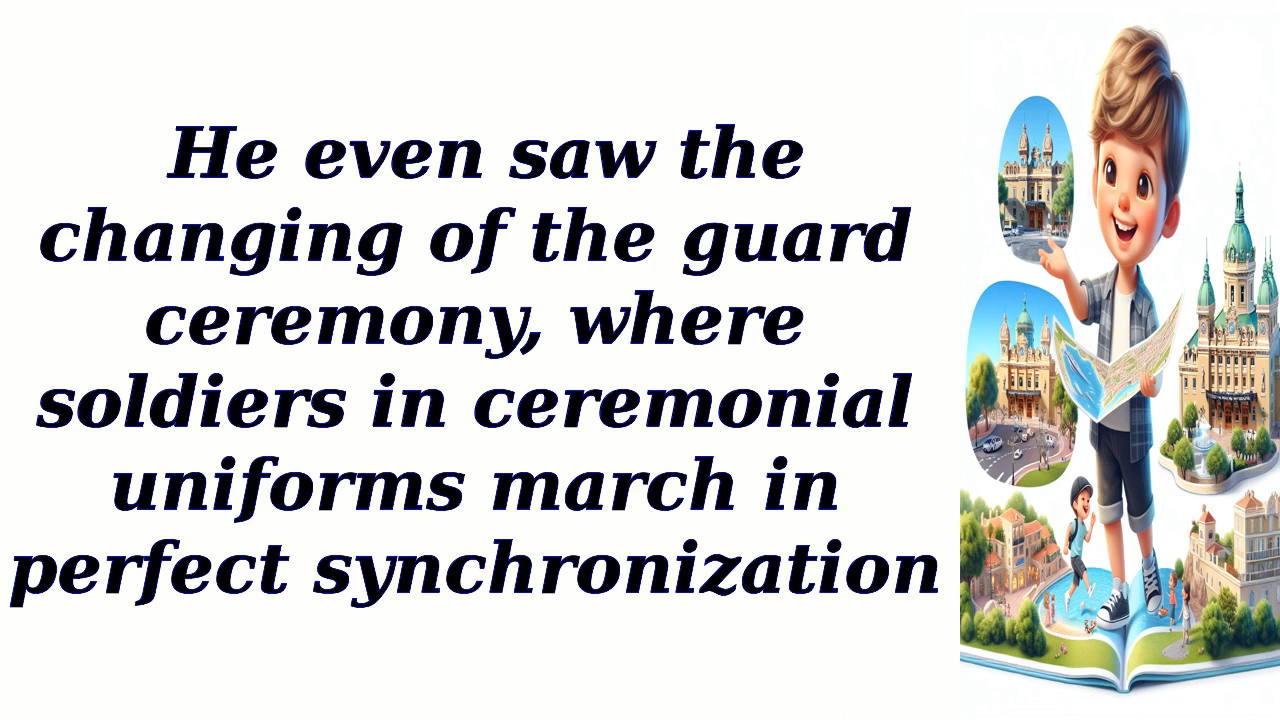 He even saw the
changing of the guard
ceremony, where
soldiers in ceremonial
uniforms march in
perfect synchronization